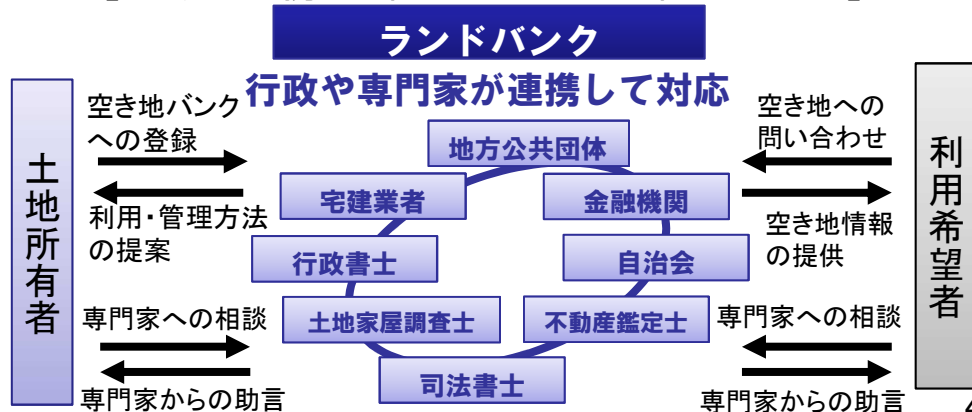 ランドバンク
行政や専門家が連携して対応
土地所有者
空き地バンク
への登録
利用・管理方法
の提案
専門家への相談
専門家からの助言
地方公共団体
宅建業者
金融機関
行政書士
自治会
土地家屋調査士
不動産鑑定士
司法書士
空き地への
問い合わせ
空き地情報
の提供
専門家への相談
専門家からの助言
利用希望者